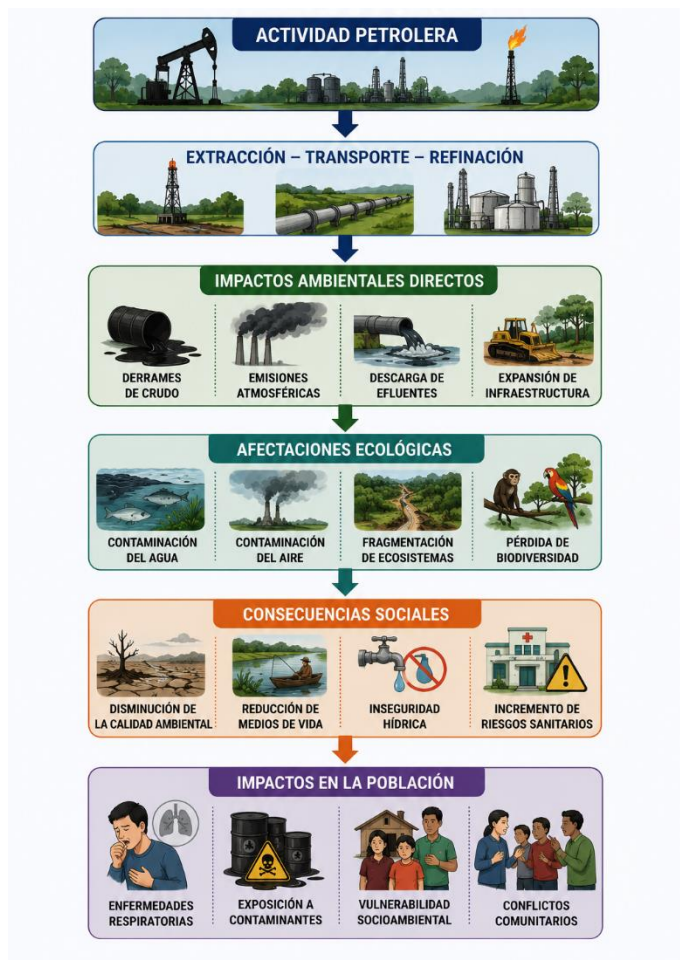 ACTIVIDAD PETROLERA
EXTRACCIÓN – TRANSPORTE – REFINACIÓN
IMPACTOS AMBIENTALES DIRECTOS
DERRAMES
DE CRUDO
EMISIONES
ATMOSFÉRICAS
DESCARGA DE
EFLUENTES
EXPANSIÓN DE
INFRAESTRUCTURA
AFECTACIONES ECOLÓGICAS
CONTAMINACIÓN
DEL AGUA
CONTAMINACIÓN
DEL AIRE
FRAGMENTACIÓN
DE ECOSISTEMAS
PÉRDIDA DE
BIODIVERSIDAD
CONSECUENCIAS SOCIALES
DISMINUCIÓN DE
LA CALIDAD AMBIENTAL
REDUCCIÓN DE
MEDIOS DE VIDA
INSEGURIDAD
HÍDRICA
INCREMENTO DE
RIESGOS SANITARIOS
IMPACTOS EN LA POBLACIÓN
ENFERMEDADES
RESPIRATORIAS
EXPOSICIÓN A
CONTAMINANTES
VULNERABILIDAD
SOCIOAMBIENTAL
CONFLICTOS
COMUNITARIOS